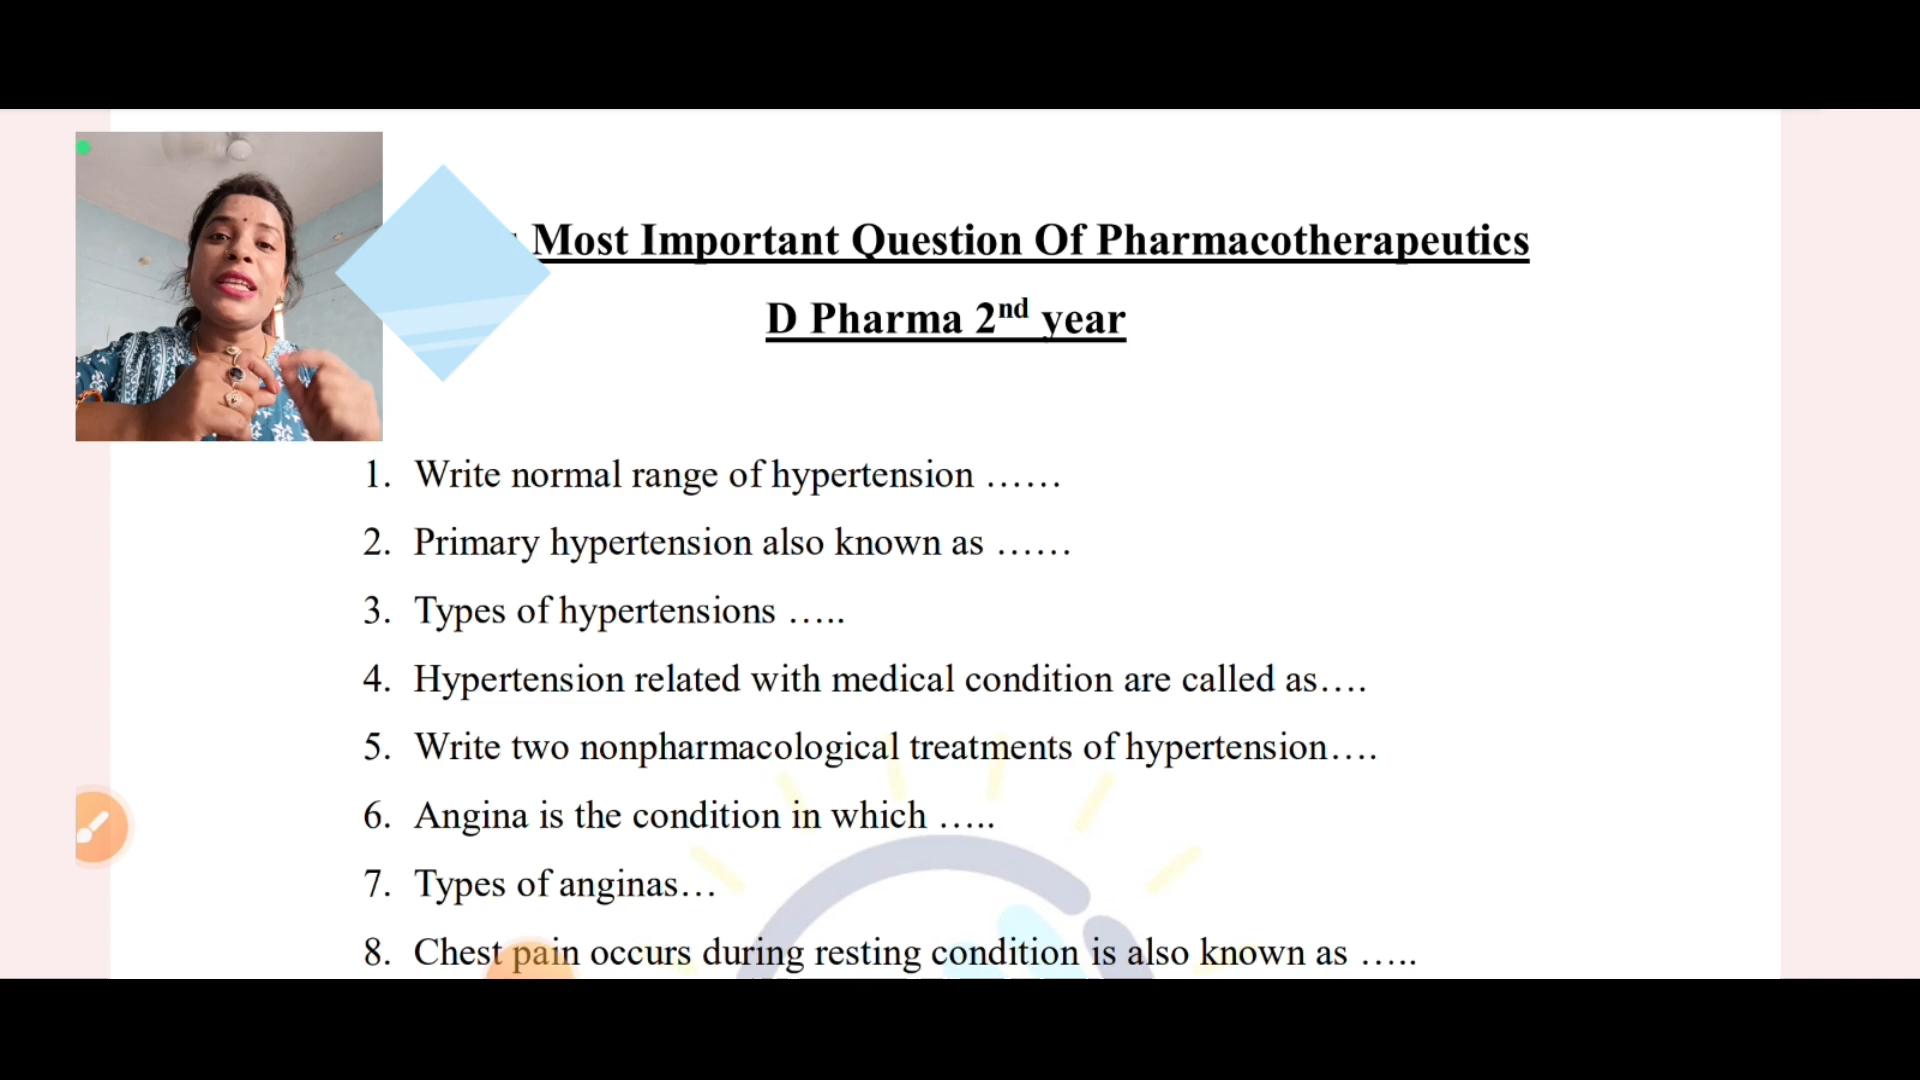 Most Important Question Of Pharmacotherapeutics
D Pharma 2nd year
1. Write normal range of hypertension ……
2. Primary hypertension also known as ……
3. Types of hypertensions …..
4. Hypertension related with medical condition are called as….
5. Write two nonpharmacological treatments of hypertension….
6. Angina is the condition in which …..
7. Types of anginas…
8. Chest pain occurs during resting condition is also known as …..